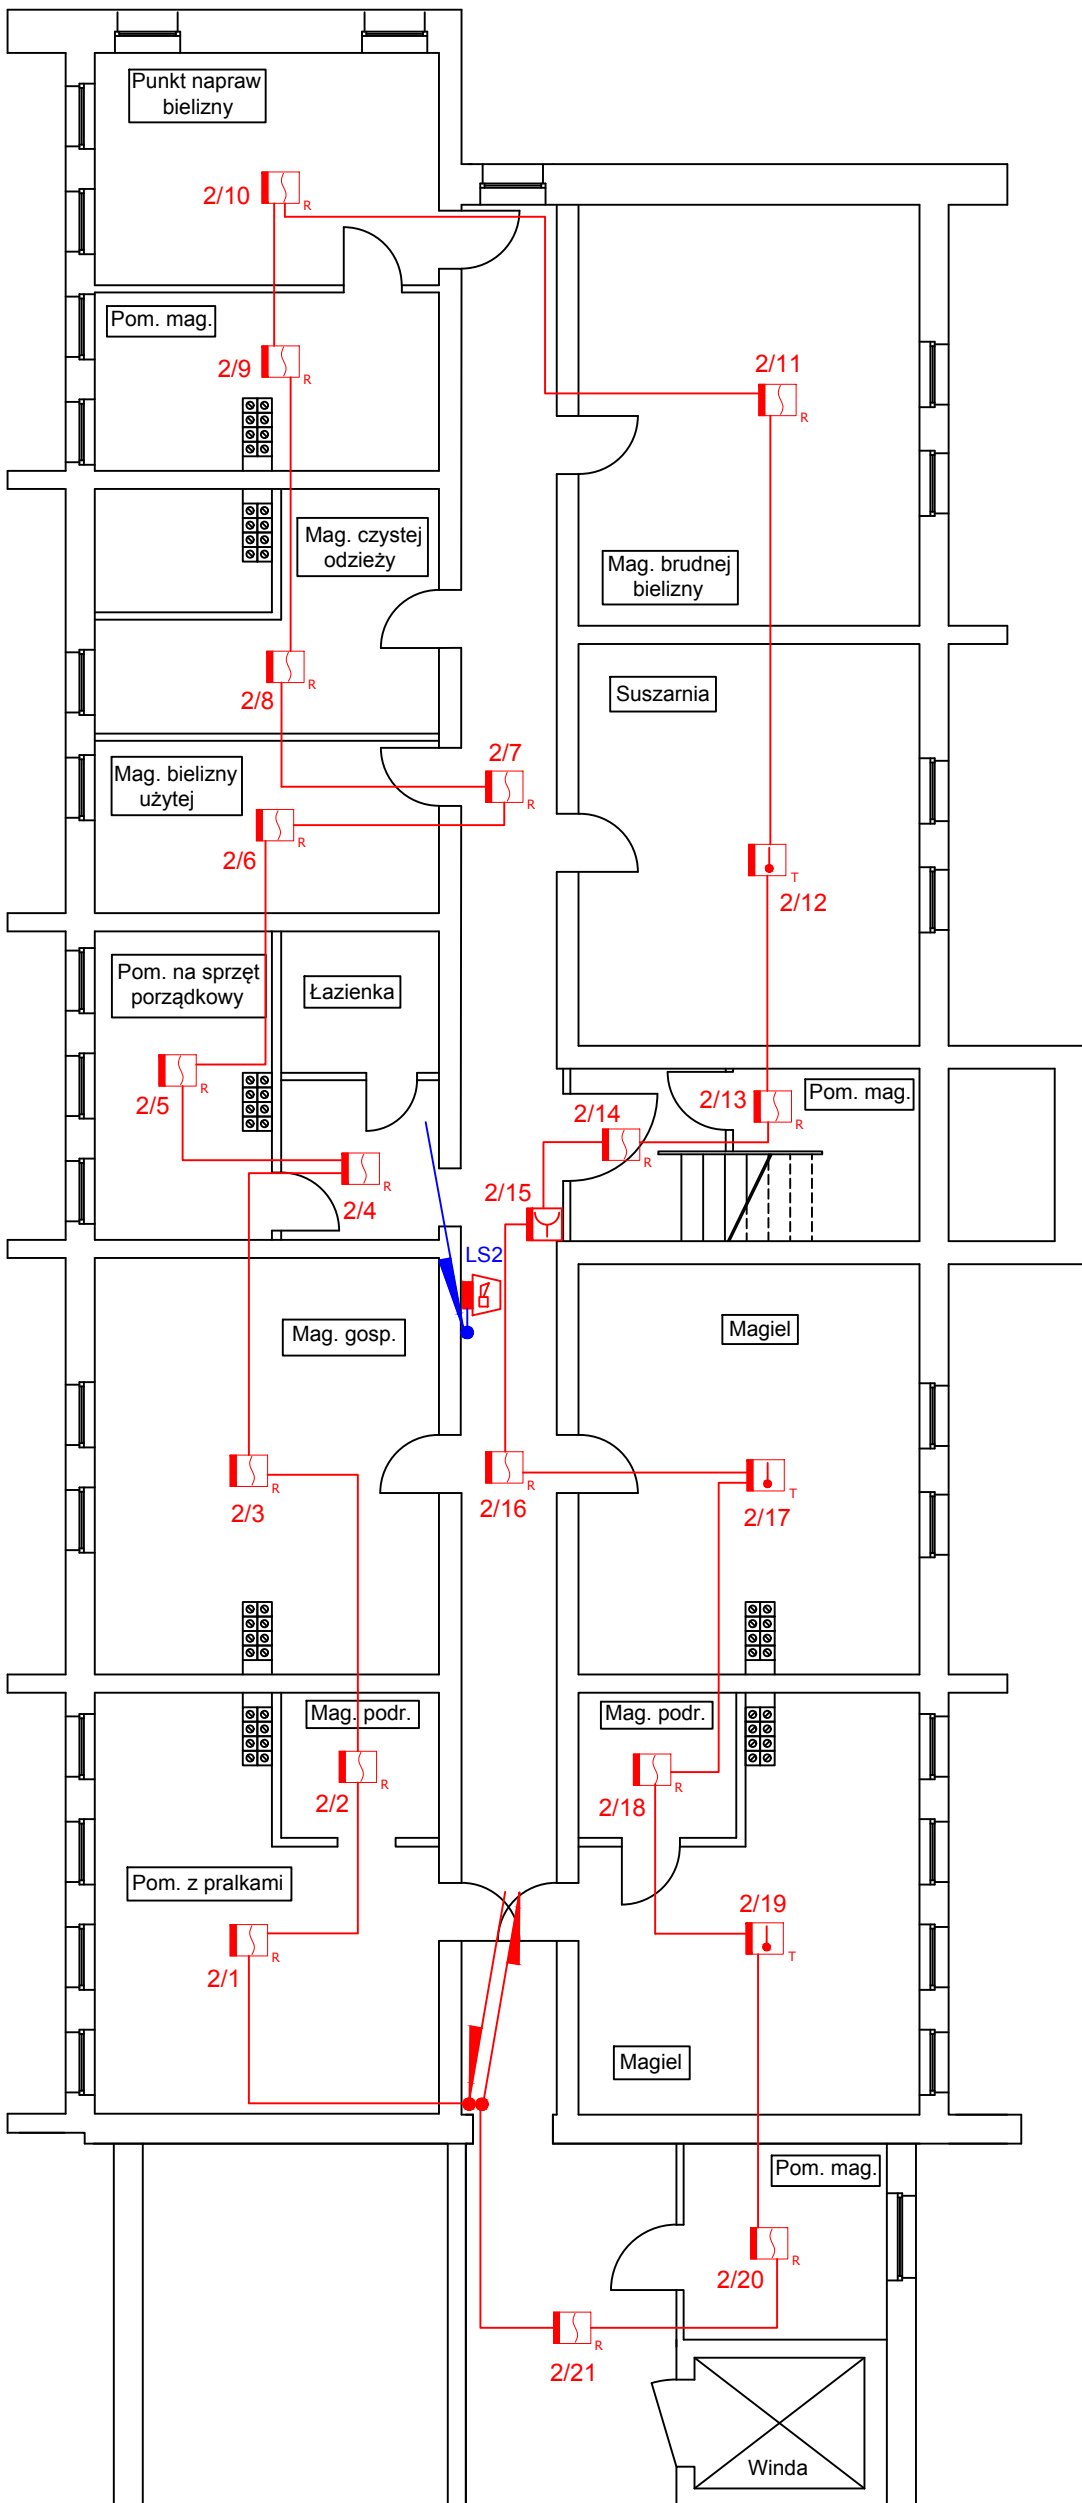 Punkt napraw
bielizny
2/10
R
Pom. mag.
2/9
R
2/11
R
Mag. czystej
odzieży
Mag. brudnej
bielizny
2/8
R
Suszarnia
2/7
R
Mag. bielizny
użytej
2/6
R
T
2/12
Pom. na sprzęt
porządkowy
Łazienka
2/5
R
2/13
R
Pom. mag.
2/14
R
2/4
R
2/15
LS2
Mag. gosp.
Magiel
2/3
R
2/16
R
2/17
T
Mag. podr.
Mag. podr.
2/2
R
2/18
R
Pom. z pralkami
2/19
T
2/1
R
Magiel
Pom. mag.
2/20
R
2/21
R
Winda